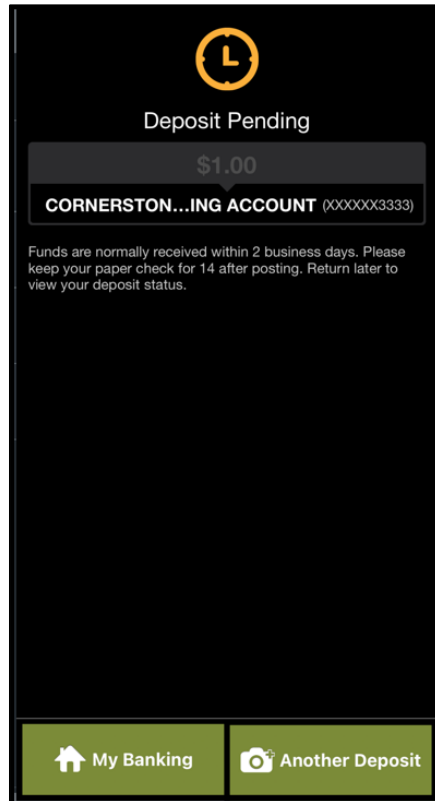 Deposit Pending
$1.00
CORNERSTON...ING ACCOUNT (XXXXXX3333)
Funds are normally received within 2 business days. Please
keep your paper check for 14 after posting. Return later to
view your deposit status.
My Banking
Another Deposit